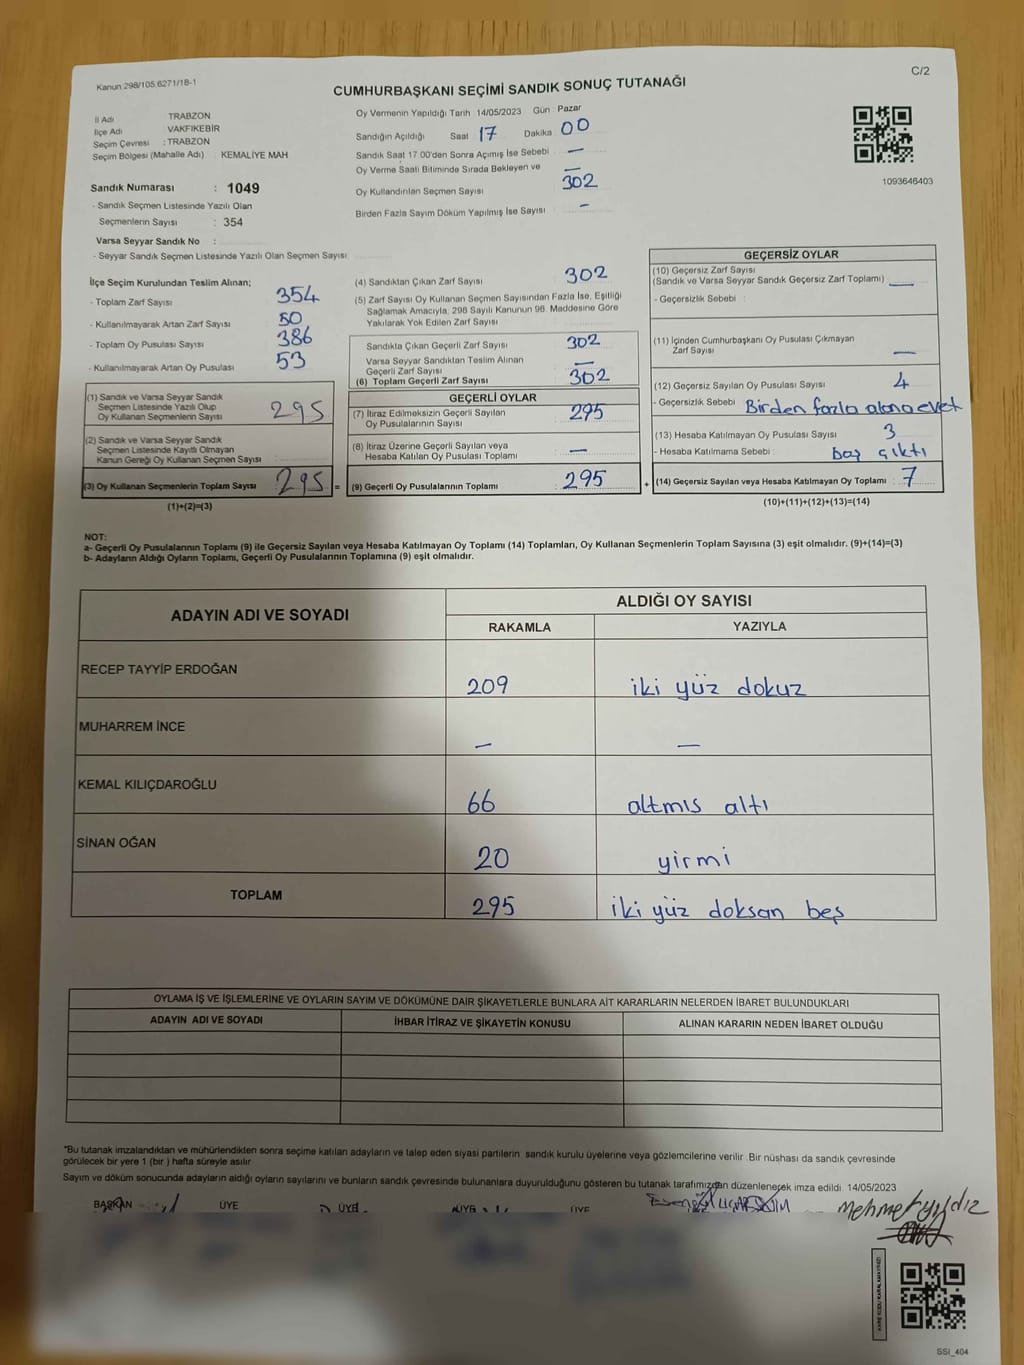 Kanun:298/105,6271/18-1
C/2
CUMHURBAŞKANI SEÇİMİ SANDIK SONUÇ TUTANAĞI
İl Adı TRABZON
İlçe Adı VAKFIKEBİR
Seçim Çevresi : TRABZON
Seçim Bölgesi (Mahalle Adı) : KEMALİYE MAH
Sandık Numarası : 1049
- Sandık Seçmen Listesinde Yazılı Olan
Seçmenlerin Sayısı : 354
Varsa Seyyar Sandık No :
- Seyyar Sandık Seçmen Listesinde Yazılı Olan Seçmen Sayısı
Oy Vermenin Yapıldığı Tarih 14/05/2023 Gün : Pazar
Sandığın Açıldığı Saat 17 Dakika 00
Sandık Saat 17.00'den Sonra Açımış İse Sebebi —
Oy Verme Saati Bitiminde Sırada Bekleyen ve —
Oy Kullandırılan Seçmen Sayısı 302
Birden Fazla Sayım Döküm Yapılmış İse Sayısı —
1093646403
İlçe Seçim Kurulundan Teslim Alınan;
- Toplam Zarf Sayısı 354
- Kullanılmayarak Artan Zarf Sayısı 50
- Toplam Oy Pusulası Sayısı 386
- Kullanılmayarak Artan Oy Pusulası 53
(1) Sandık ve Varsa Seyyar Sandık
Seçmen Listesinde Yazılı Olup
Oy Kullanan Seçmenlerin Sayısı 295
(2) Sandık ve Varsa Seyyar Sandık
Seçmen Listesinde Kayıtlı Olmayan
Kanun Gereği Oy Kullanan Seçmen Sayısı
(3) Oy Kullanan Seçmenlerin Toplam Sayısı 295 =
(1)+(2)=(3)
(4) Sandıktan Çıkan Zarf Sayısı 302
(5) Zarf Sayısı Oy Kullanan Seçmen Sayısından Fazla İse, Eşitliği
Sağlamak Amacıyla; 298 Sayılı Kanunun 98. Maddesine Göre
Yakılarak Yok Edilen Zarf Sayısı
Sandıkta Çıkan Geçerli Zarf Sayısı 302
Varsa Seyyar Sandıktan Teslim Alınan
Geçerli Zarf Sayısı —
(6) Toplam Geçerli Zarf Sayısı 302
GEÇERLİ OYLAR
(7) İtiraz Edilmeksizin Geçerli Sayılan
Oy Pusulalarının Sayısı 295
(8) İtiraz Üzerine Geçerli Sayılan veya
Hesaba Katılan Oy Pusulası Toplamı —
(9) Geçerli Oy Pusulalarının Toplamı 295 +
GEÇERSİZ OYLAR
(10) Geçersiz Zarf Sayısı
(Sandık ve Varsa Seyyar Sandık Geçersiz Zarf Toplamı) —
- Geçersizlik Sebebi :
(11) İçinden Cumhurbaşkanı Oy Pusulası Çıkmayan
Zarf Sayısı —
(12) Geçersiz Sayılan Oy Pusulası Sayısı 4
- Geçersizlik Sebebi : Birden fazla alana evet
(13) Hesaba Katılmayan Oy Pusulası Sayısı 3
- Hesaba Katılmama Sebebi : boş çıktı
(14) Geçersiz Sayılan veya Hesaba Katılmayan Oy Toplamı 7
(10)+(11)+(12)+(13)=(14)
NOT:
a- Geçerli Oy Pusulalarının Toplamı (9) ile Geçersiz Sayılan veya Hesaba Katılmayan Oy Toplamı (14) Toplamları, Oy Kullanan Seçmenlerin Toplam Sayısına (3) eşit olmalıdır. (9)+(14)=(3)
b- Adayların Aldığı Oyların Toplamı, Geçerli Oy Pusulalarının Toplamına (9) eşit olmalıdır.
ADAYIN ADI VE SOYADI
ALDIĞI OY SAYISI
RAKAMLA YAZIYLA
RECEP TAYYİP ERDOĞAN 209 iki yüz dokuz
MUHARREM İNCE — —
KEMAL KILIÇDAROĞLU 66 altmıs altı
SİNAN OĞAN 20 yirmi
TOPLAM 295 iki yüz doksan beş
OYLAMA İŞ VE İŞLEMLERİNE VE OYLARIN SAYIM VE DÖKÜMÜNE DAİR ŞİKAYETLERLE BUNLARA AİT KARARLARIN NELERDEN İBARET BULUNDUKLARI
ADAYIN ADI VE SOYADI İHBAR İTİRAZ VE ŞİKAYETİN KONUSU ALINAN KARARIN NEDEN İBARET OLDUĞU
*Bu tutanak imzalandıktan ve mühürlendikten sonra seçime katılan adayların ve talep eden siyasi partilerin sandık kurulu üyelerine veya gözlemcilerine verilir .Bir nüshası da sandık çevresinde
görülecek bir yere 1 (bir ) hafta süreyle asılır
Sayım ve döküm sonucunda adayların aldığı oyların sayılarını ve bunların sandık çevresinde bulunanlara duyurulduğunu gösteren bu tutanak tarafımızdan düzenlenerek imza edildi. 14/05/2023
BAŞKAN ÜYE ÜYE ÜYE ÜYE
Mehmet yıldız
SSI_404